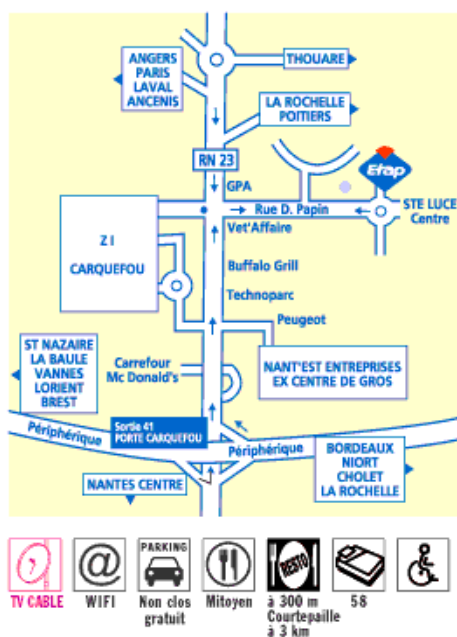 ANGERS
PARIS
LAVAL
ANCENIS
THOUARE
LA ROCHELLE
POITIERS
RN 23
GPA
Etap
Rue D. Papin
STE LUCE
Centre
Vet'Affaire
Z I
CARQUEFOU
Buffalo Grill
Technoparc
Peugeot
ST NAZAIRE
LA BAULE
VANNES
LORIENT
BREST
Carrefour
Mc Donald's
NANT'EST ENTREPRISES
EX CENTRE DE GROS
Périphérique
Sortie 41
PORTE CARQUEFOU
Périphérique
BORDEAUX
NIORT
CHOLET
LA ROCHELLE
NANTES CENTRE
TV CABLE
@
WIFI
PARKING
Non clos
gratuit
Mitoyen
RESTO
à 300 m
Courtepaille
à 3 km
58